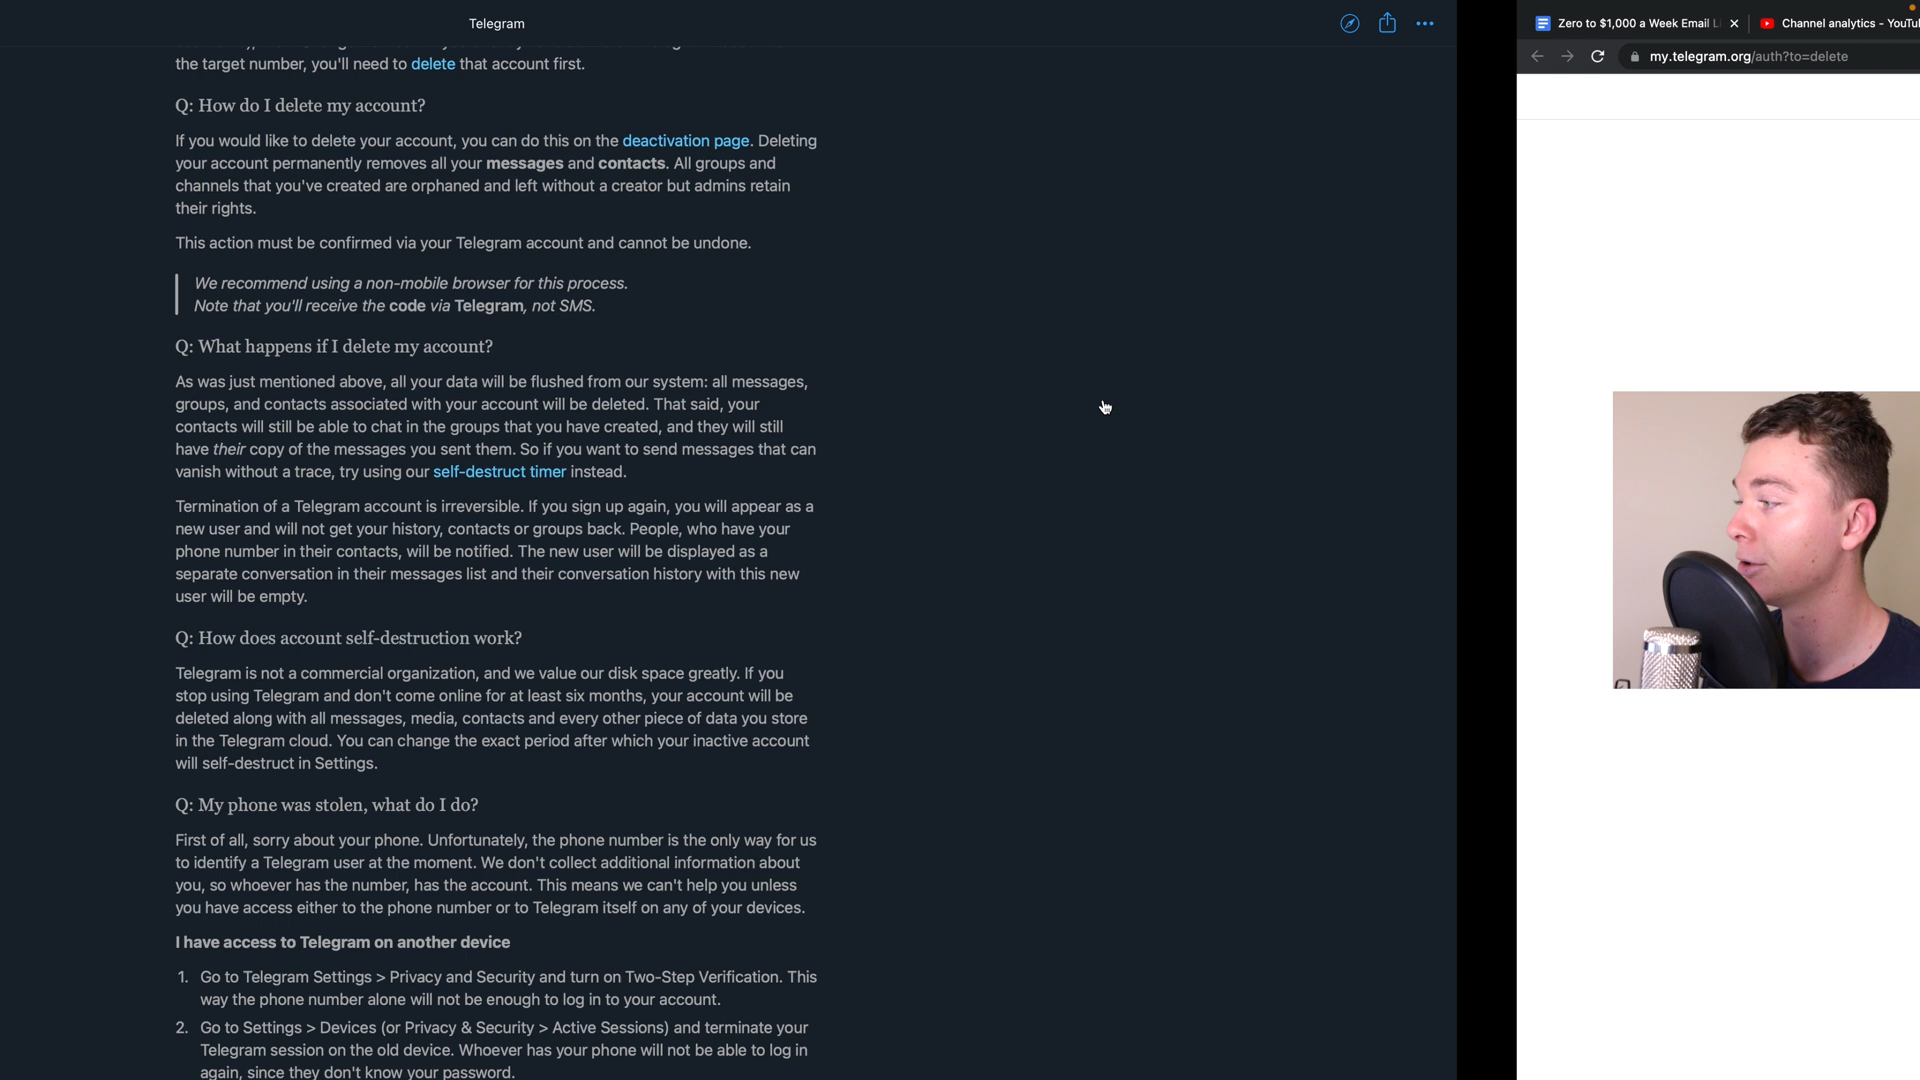 Telegram
Zero to $1,000 a Week Email Li
Channel analytics - YouTu
my.telegram.org/auth?to=delete
the target number, you'll need to delete that account first.
Q: How do I delete my account?
If you would like to delete your account, you can do this on the deactivation page. Deleting
your account permanently removes all your messages and contacts. All groups and
channels that you've created are orphaned and left without a creator but admins retain
their rights.
This action must be confirmed via your Telegram account and cannot be undone.
We recommend using a non-mobile browser for this process.
Note that you'll receive the code via Telegram, not SMS.
Q: What happens if I delete my account?
As was just mentioned above, all your data will be flushed from our system: all messages,
groups, and contacts associated with your account will be deleted. That said, your
contacts will still be able to chat in the groups that you have created, and they will still
have their copy of the messages you sent them. So if you want to send messages that can
vanish without a trace, try using our self-destruct timer instead.
Termination of a Telegram account is irreversible. If you sign up again, you will appear as a
new user and will not get your history, contacts or groups back. People, who have your
phone number in their contacts, will be notified. The new user will be displayed as a
separate conversation in their messages list and their conversation history with this new
user will be empty.
Q: How does account self-destruction work?
Telegram is not a commercial organization, and we value our disk space greatly. If you
stop using Telegram and don't come online for at least six months, your account will be
deleted along with all messages, media, contacts and every other piece of data you store
in the Telegram cloud. You can change the exact period after which your inactive account
will self-destruct in Settings.
Q: My phone was stolen, what do I do?
First of all, sorry about your phone. Unfortunately, the phone number is the only way for us
to identify a Telegram user at the moment. We don't collect additional information about
you, so whoever has the number, has the account. This means we can't help you unless
you have access either to the phone number or to Telegram itself on any of your devices.
I have access to Telegram on another device
1. Go to Telegram Settings > Privacy and Security and turn on Two-Step Verification. This
way the phone number alone will not be enough to log in to your account.
2. Go to Settings > Devices (or Privacy & Security > Active Sessions) and terminate your
Telegram session on the old device. Whoever has your phone will not be able to log in
again, since they don't know your password.